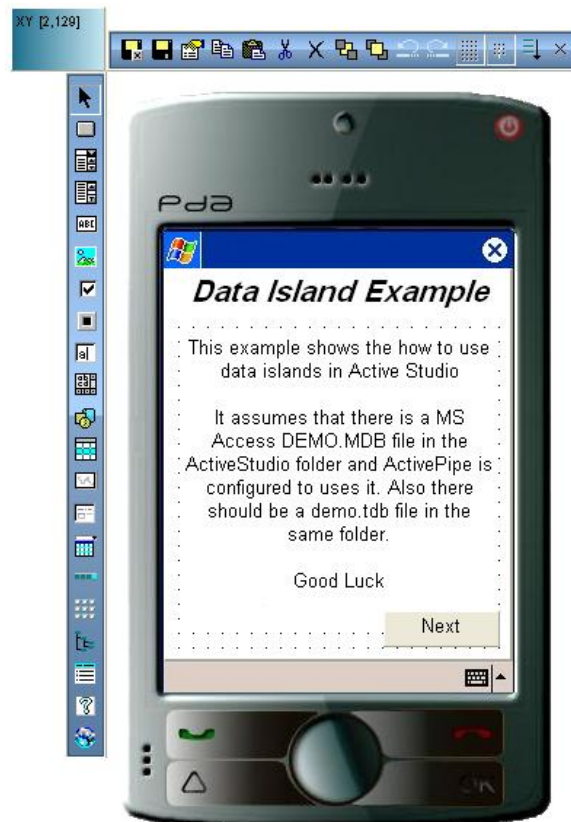 XY [2,129]
ABC
a
pda
Data Island Example
This example shows the how to use
data islands in Active Studio
It assumes that there is a MS
Access DEMO.MDB file in the
ActiveStudio folder and ActivePipe is
configured to uses it. Also there
should be a demo.tdb file in the
same folder.
Good Luck
Next
OK